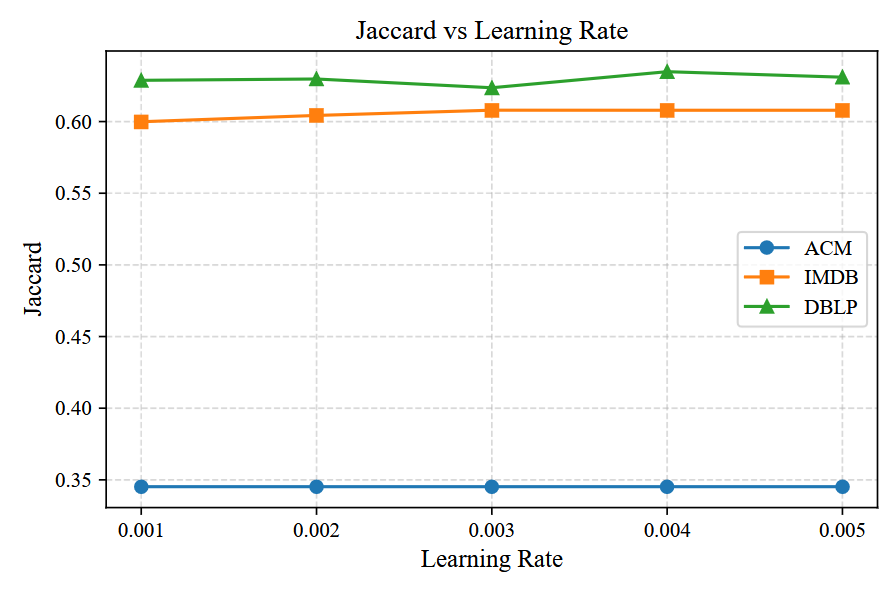 Jaccard vs Learning Rate
Jaccard
0.60
0.55
0.50
0.45
0.40
0.35
ACM
IMDB
DBLP
0.001 0.002 0.003 0.004 0.005
Learning Rate